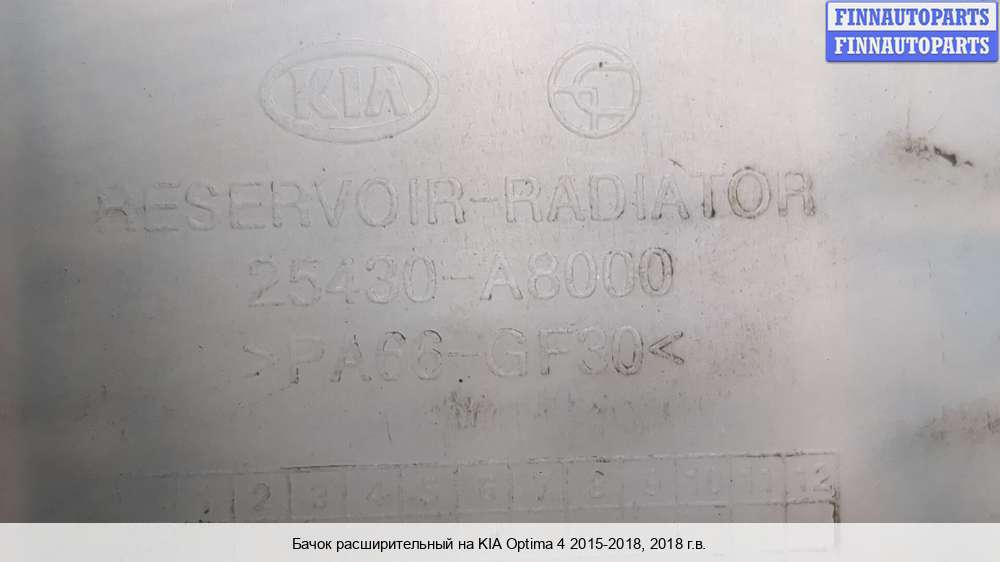 FINNAUTOPARTS
FINNAUTOPARTS
KIA
RESERVOIR-RADIATOR
25430-A8000
>PA66-GF30<
1 2 3 4 5 6 7 8 9 10 11 12
Бачок расширительный на KIA Optima 4 2015-2018, 2018 г.в.